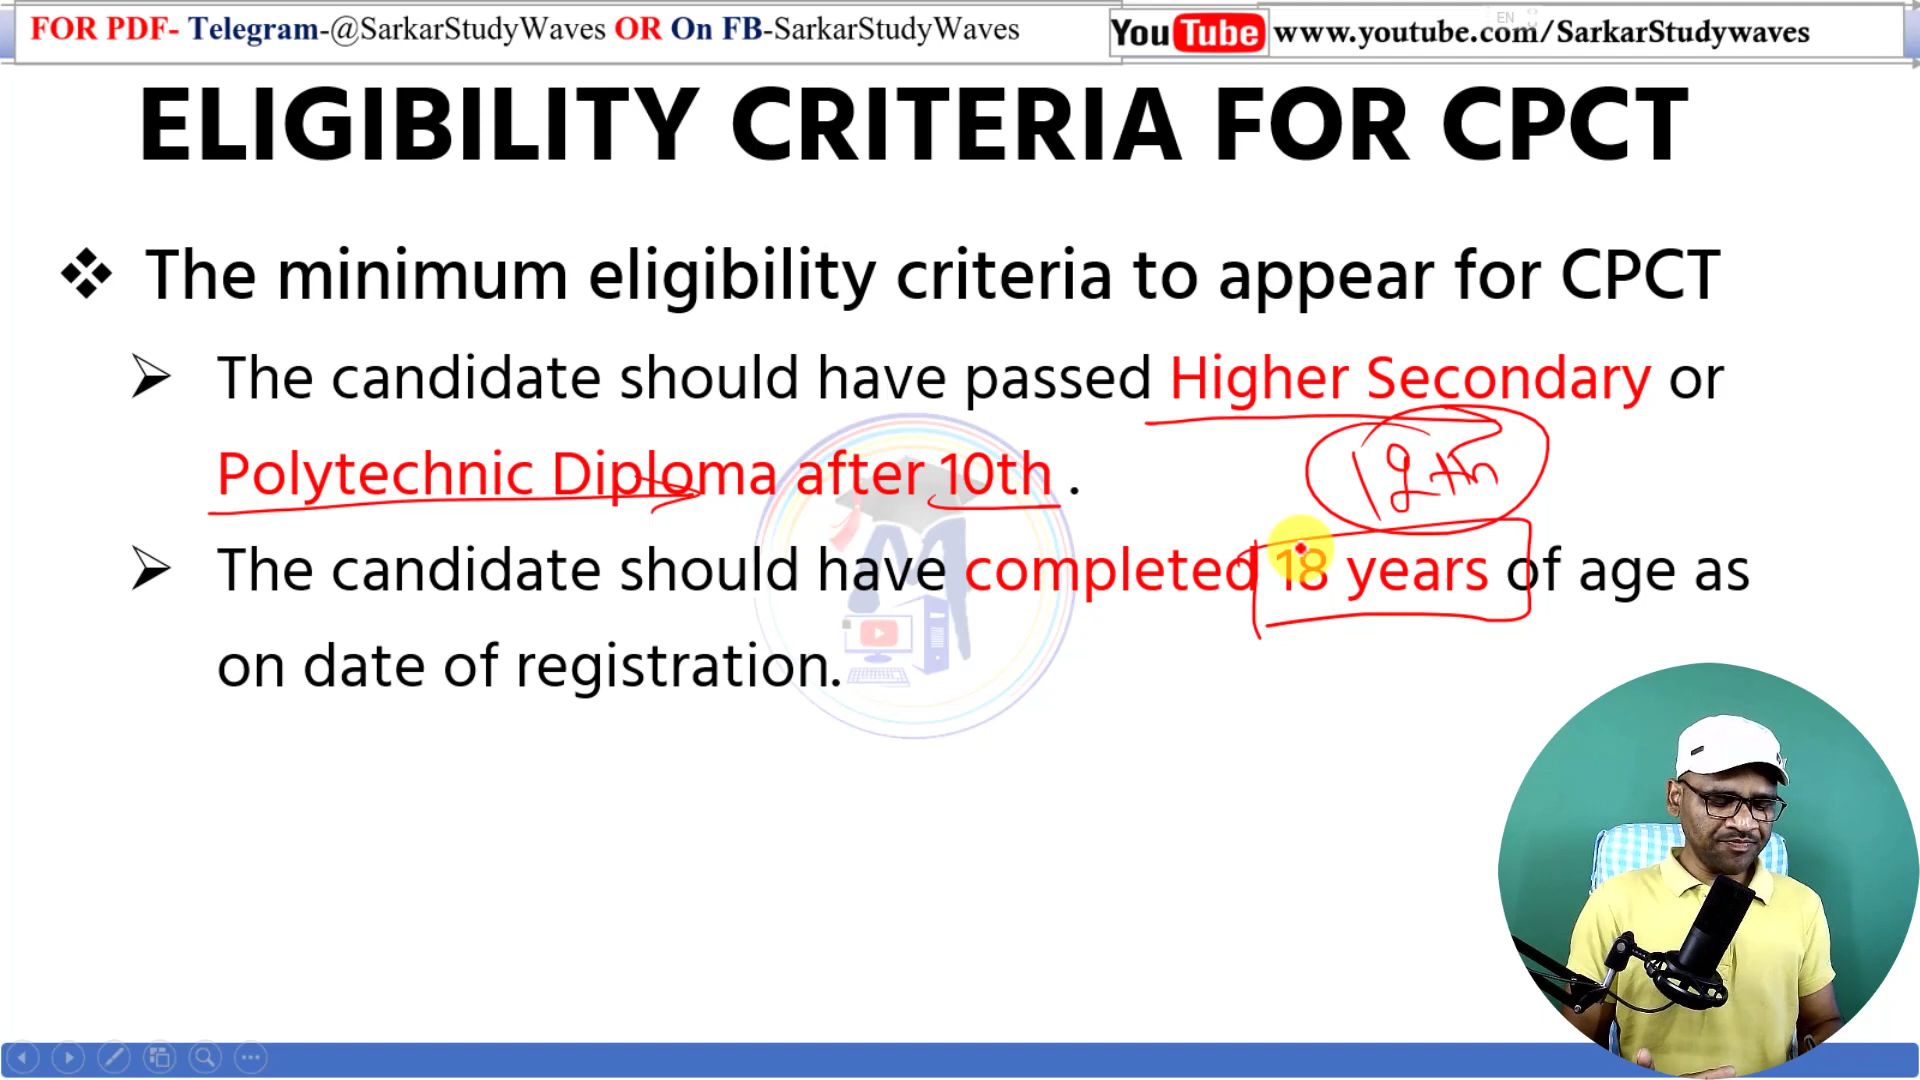 FOR PDF- Telegram-@SarkarStudyWaves OR On FB-SarkarStudyWaves
YouTube www.youtube.com/SarkarStudywaves
EN
ELIGIBILITY CRITERIA FOR CPCT
The minimum eligibility criteria to appear for CPCT
The candidate should have passed Higher Secondary or
12th
Polytechnic Diploma after 10th .
The candidate should have completed 18 years of age as
on date of registration.